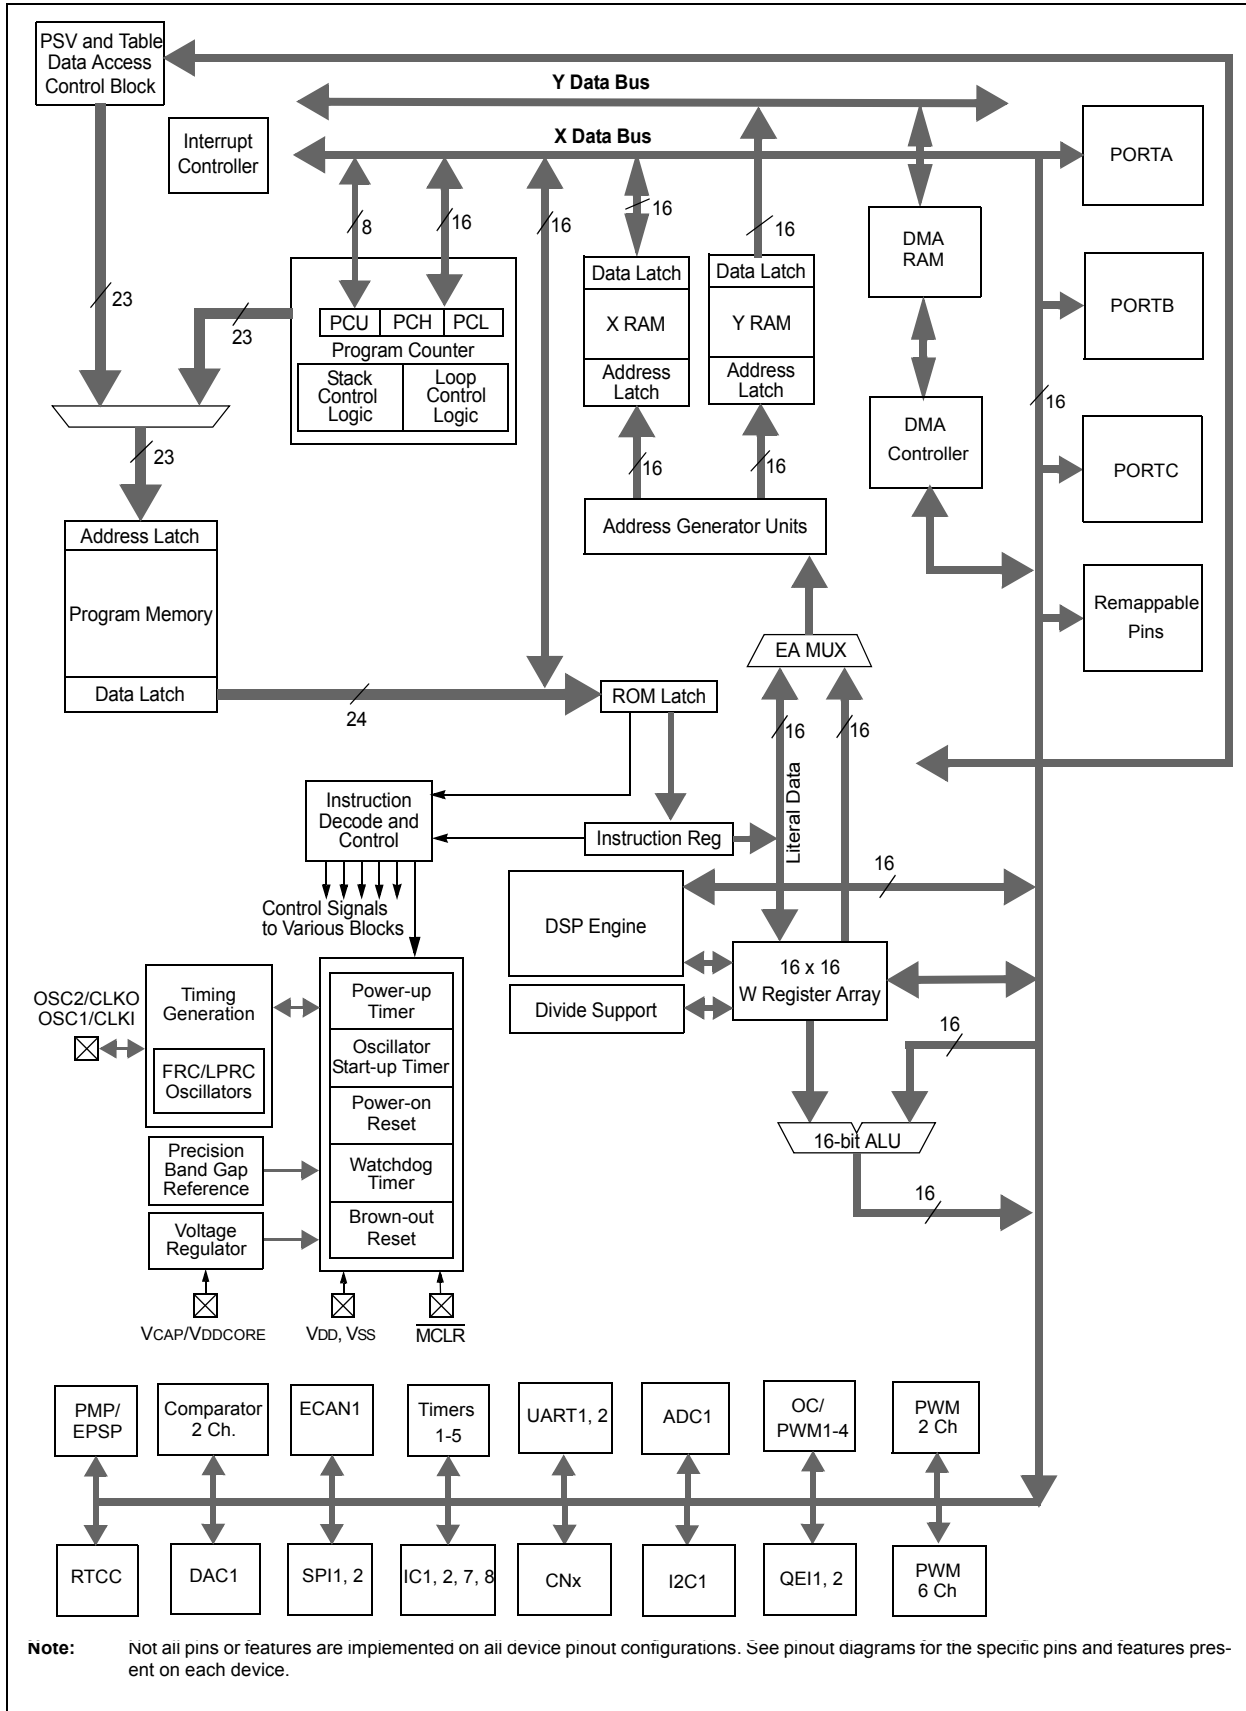 PSV and Table
Data Access
Control Block
Y Data Bus
Interrupt
Controller
X Data Bus
PORTA
8
16
16
16
16
DMA
RAM
23
23
Data Latch
X RAM
Address
Latch
Data Latch
Y RAM
Address
Latch
PORTB
PCU
PCH
PCL
Program Counter
Stack
Control
Logic
Loop
Control
Logic
16
DMA
Controller
23
16
16
PORTC
Address Latch
Program Memory
Data Latch
Address Generator Units
Remappable
Pins
EA MUX
24
ROM Latch
16
16
Literal Data
Instruction
Decode and
Control
Instruction Reg
Control Signals
to Various Blocks
16
DSP Engine
16 x 16
W Register Array
Divide Support
OSC2/CLKO
OSC1/CLKI
Timing
Generation
FRC/LPRC
Oscillators
Power-up
Timer
Oscillator
Start-up Timer
Power-on
Reset
Watchdog
Timer
Brown-out
Reset
16
16-bit ALU
16
Precision
Band Gap
Reference
Voltage
Regulator
VCAP/VDDCORE
VDD, VSS
MCLR
PMP/
EPSP
Comparator
2 Ch.
ECAN1
Timers
1-5
UART1, 2
ADC1
OC/
PWM1-4
PWM
2 Ch
RTCC
DAC1
SPI1, 2
IC1, 2, 7, 8
CNx
I2C1
QEI1, 2
PWM
6 Ch
Note: Not all pins or features are implemented on all device pinout configurations. See pinout diagrams for the specific pins and features pres-
ent on each device.